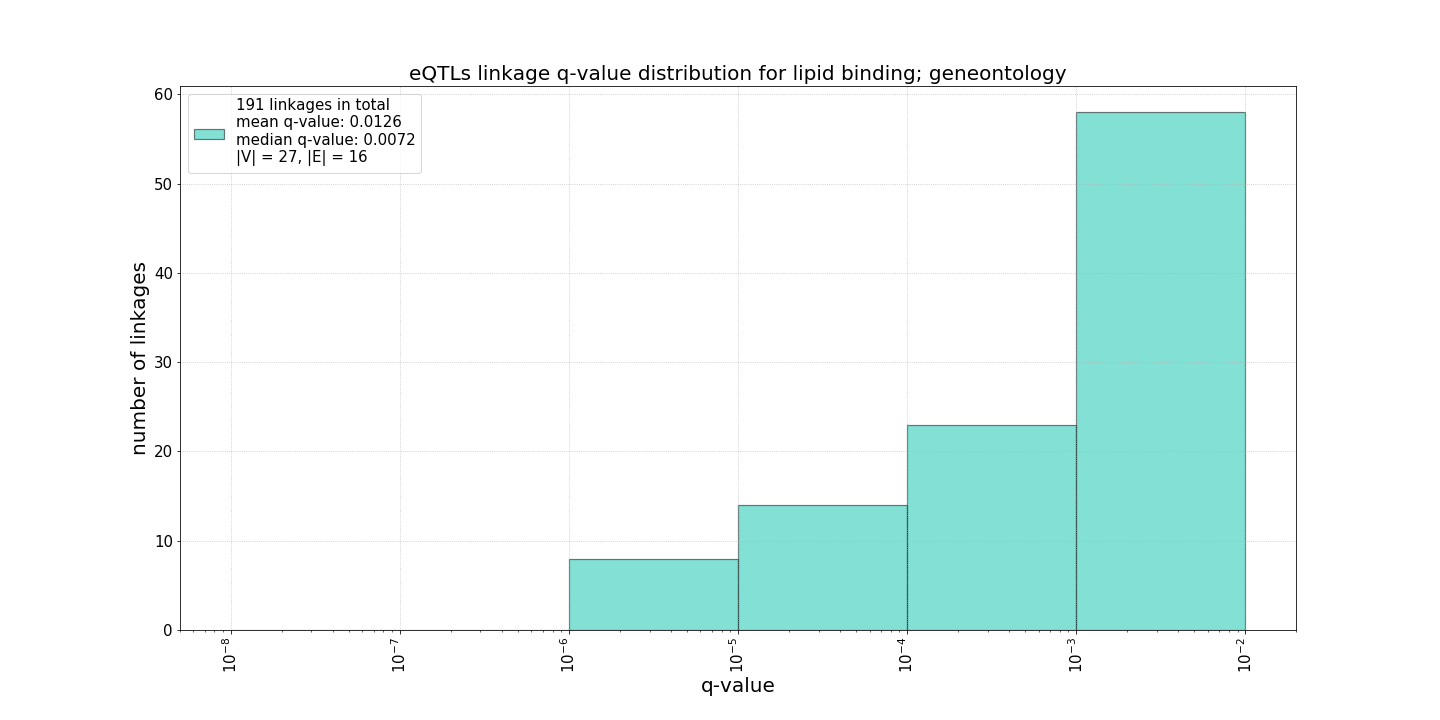 eQTLs linkage q-value distribution for lipid binding; geneontology
191 linkages in total
mean q-value: 0.0126
median q-value: 0.0072
|V| = 27, |E| = 16
number of linkages
60
50
40
30
20
10
0
10⁻⁸ 10⁻⁷ 10⁻⁶ 10⁻⁵ 10⁻⁴ 10⁻³ 10⁻²
q-value